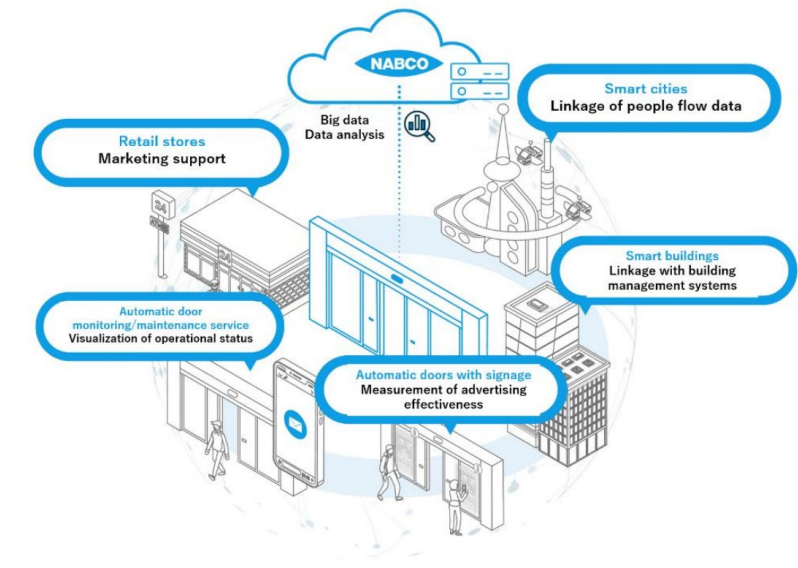 NABCO
Big data
Data analysis
Smart cities
Linkage of people flow data
Retail stores
Marketing support
24
24
Smart buildings
Linkage with building
management systems
Automatic door
monitoring/maintenance service
Visualization of operational status
Automatic doors with signage
Measurement of advertising
effectiveness